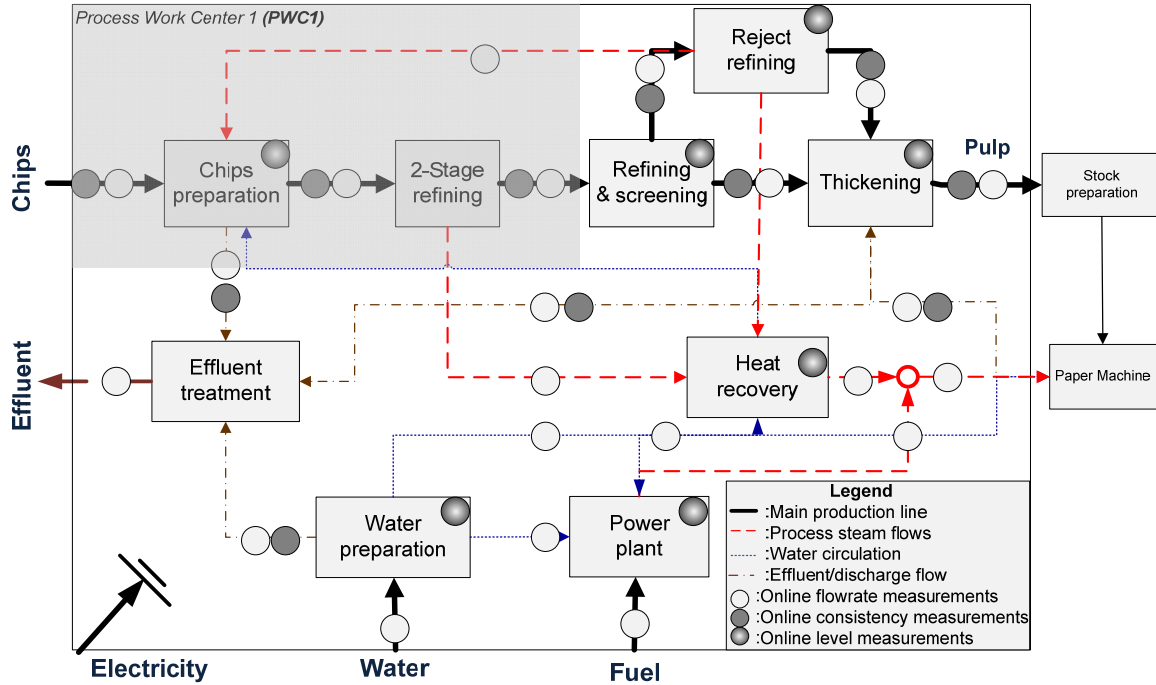 Process Work Center 1 (PWC1)
Reject
refining
Chips
Chips
preparation
2-Stage
refining
Refining
& screening
Thickening
Pulp
Stock
preparation
Effluent
Effluent
treatment
Heat
recovery
Paper Machine
Water
preparation
Power
plant
Legend
:Main production line
:Process steam flows
:Water circulation
:Effluent/discharge flow
:Online flowrate measurements
:Online consistency measurements
:Online level measurements
Electricity
Water
Fuel